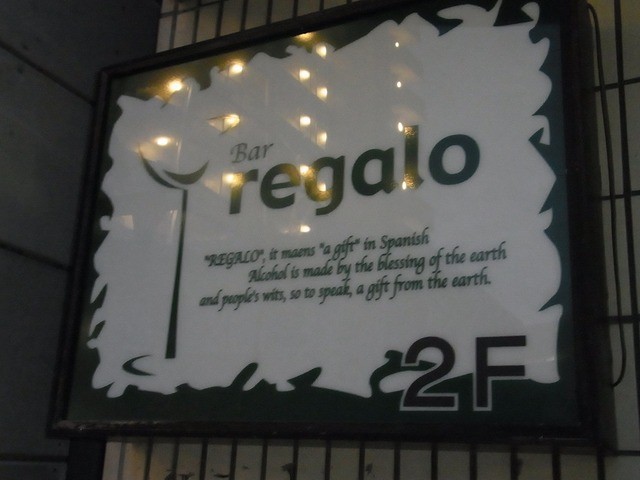 Bar
regalo
"REGALO", it maens "a gift" in Spanish
Alcohol is made by the blessing of the earth
and people's wits, so to speak, a gift from the earth.
2F